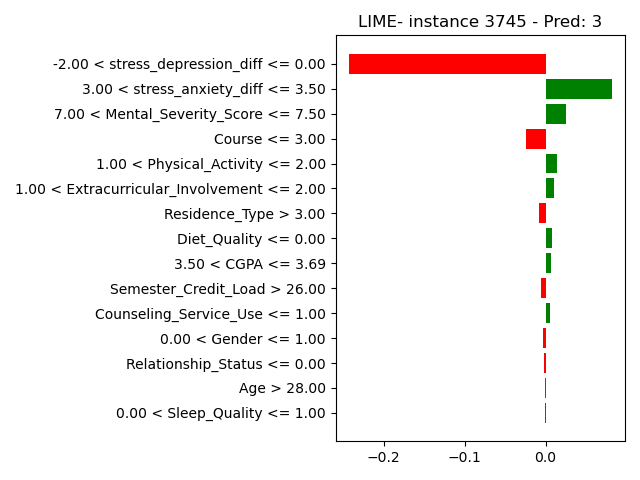 LIME- instance 3745 - Pred: 3
-2.00 < stress_depression_diff <= 0.00
3.00 < stress_anxiety_diff <= 3.50
7.00 < Mental_Severity_Score <= 7.50
Course <= 3.00
1.00 < Physical_Activity <= 2.00
1.00 < Extracurricular_Involvement <= 2.00
Residence_Type > 3.00
Diet_Quality <= 0.00
3.50 < CGPA <= 3.69
Semester_Credit_Load > 26.00
Counseling_Service_Use <= 1.00
0.00 < Gender <= 1.00
Relationship_Status <= 0.00
Age > 28.00
0.00 < Sleep_Quality <= 1.00
−0.2 −0.1 0.0